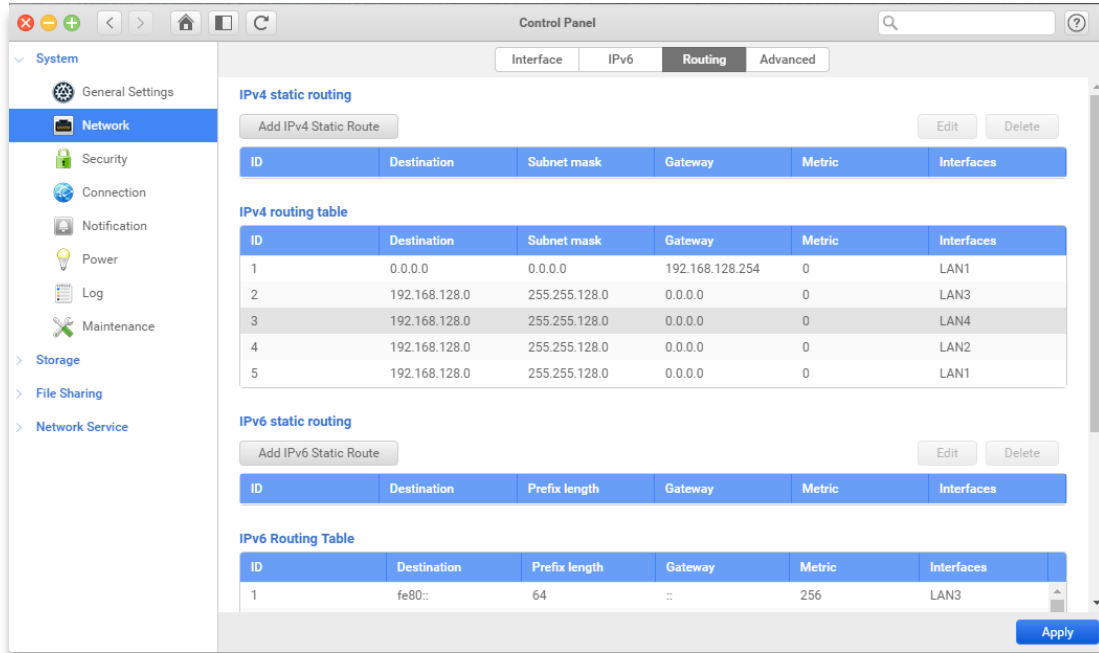 Control Panel
?
System
General Settings
Network
Security
Connection
Notification
Power
Log
Maintenance
Storage
File Sharing
Network Service
Interface IPv6 Routing Advanced
IPv4 static routing
Add IPv4 Static Route Edit Delete
ID Destination Subnet mask Gateway Metric Interfaces
IPv4 routing table
ID Destination Subnet mask Gateway Metric Interfaces
1 0.0.0.0 0.0.0.0 192.168.128.254 0 LAN1
2 192.168.128.0 255.255.128.0 0.0.0.0 0 LAN3
3 192.168.128.0 255.255.128.0 0.0.0.0 0 LAN4
4 192.168.128.0 255.255.128.0 0.0.0.0 0 LAN2
5 192.168.128.0 255.255.128.0 0.0.0.0 0 LAN1
IPv6 static routing
Add IPv6 Static Route Edit Delete
ID Destination Prefix length Gateway Metric Interfaces
IPv6 Routing Table
ID Destination Prefix length Gateway Metric Interfaces
1 fe80:: 64 :: 256 LAN3
Apply